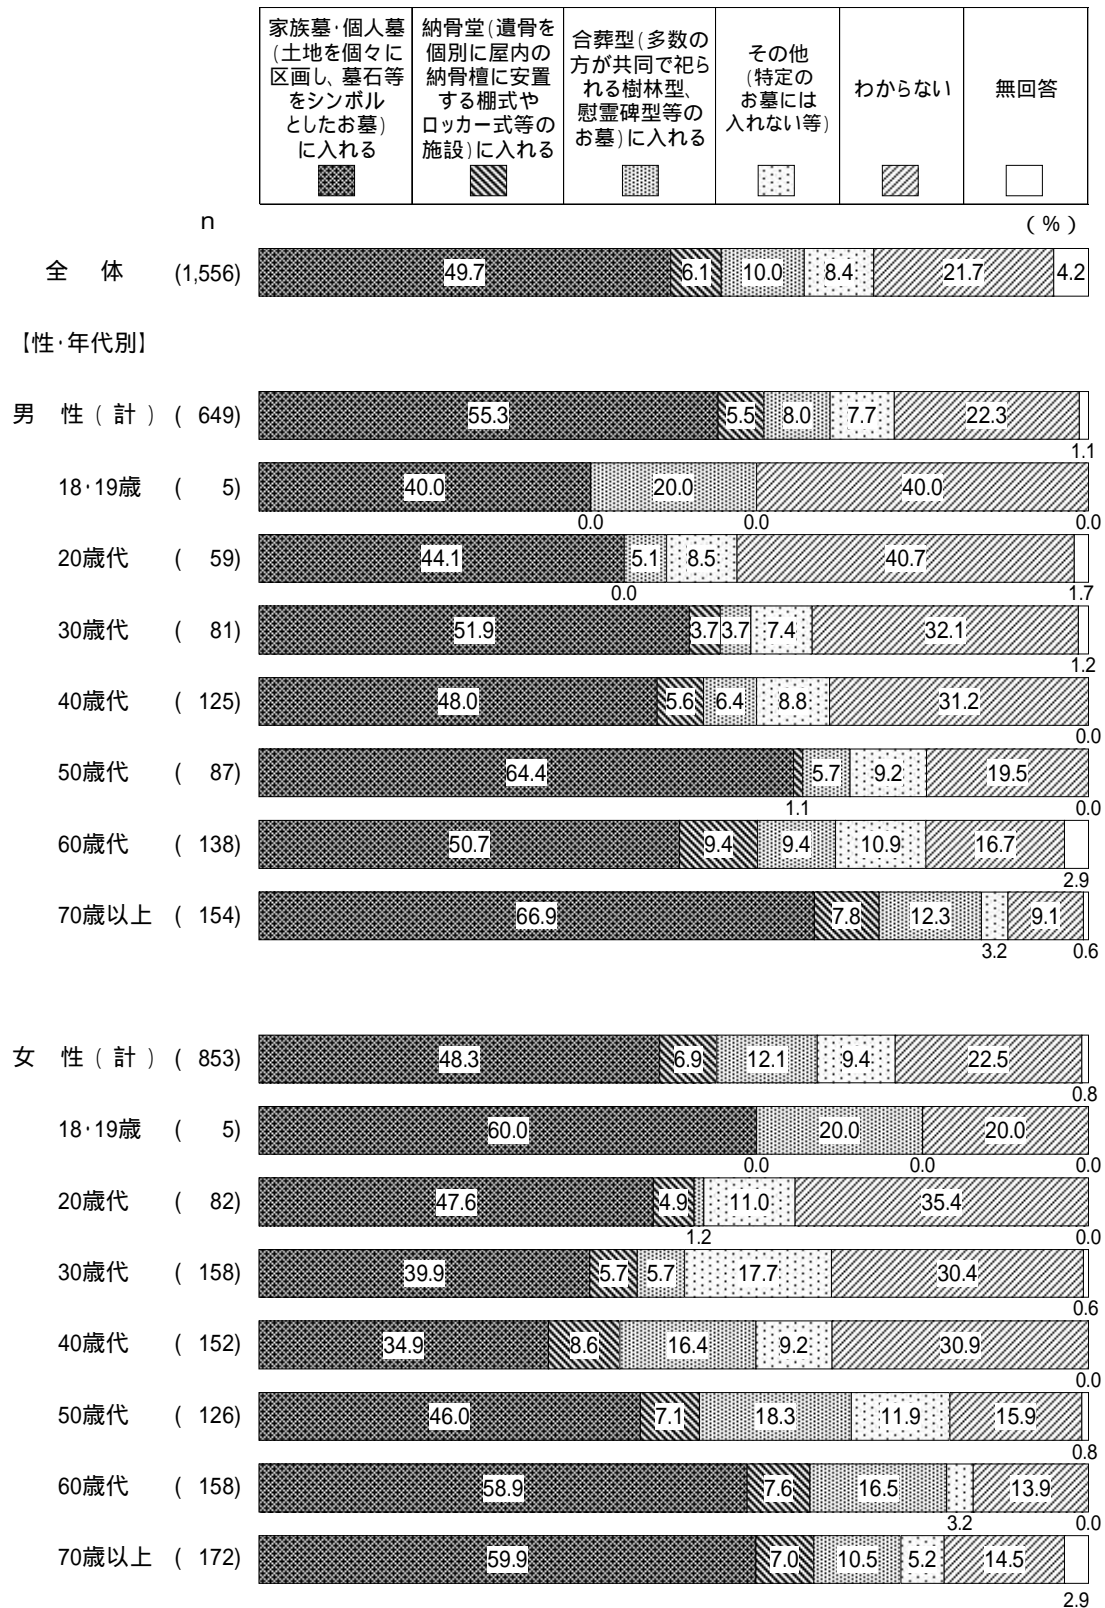 家族墓・個人墓
(土地を個々に
区画し、墓石等
をシンボル
としたお墓)
に入れる
納骨堂(遺骨を
個別に屋内の
納骨檀に安置
する棚式や
ロッカー式等の
施設)に入れる
合葬型(多数の
方が共同で祀ら
れる樹林型、
慰霊碑型等の
お墓)に入れる
その他
(特定の
お墓には
入れない等)
わからない
無回答
n
(%)
全 体 (1,556) 49.7 6.1 10.0 8.4 21.7 4.2
【性・年代別】
男 性(計) ( 649) 55.3 5.5 8.0 7.7 22.3
1.1
18・19歳 ( 5) 40.0 20.0 40.0
0.0 0.0 0.0
20歳代 ( 59) 44.1 5.1 8.5 40.7
0.0 1.7
30歳代 ( 81) 51.9 3.7 3.7 7.4 32.1
1.2
40歳代 ( 125) 48.0 5.6 6.4 8.8 31.2
0.0
50歳代 ( 87) 64.4 5.7 9.2 19.5
1.1 0.0
60歳代 ( 138) 50.7 9.4 9.4 10.9 16.7
2.9
70歳以上 ( 154) 66.9 7.8 12.3 9.1
3.2 0.6
女 性(計) ( 853) 48.3 6.9 12.1 9.4 22.5
0.8
18・19歳 ( 5) 60.0 20.0 20.0
0.0 0.0 0.0
20歳代 ( 82) 47.6 4.9 11.0 35.4
1.2 0.0
30歳代 ( 158) 39.9 5.7 5.7 17.7 30.4
0.6
40歳代 ( 152) 34.9 8.6 16.4 9.2 30.9
0.0
50歳代 ( 126) 46.0 7.1 18.3 11.9 15.9
0.8
60歳代 ( 158) 58.9 7.6 16.5 13.9
3.2 0.0
70歳以上 ( 172) 59.9 7.0 10.5 5.2 14.5
2.9